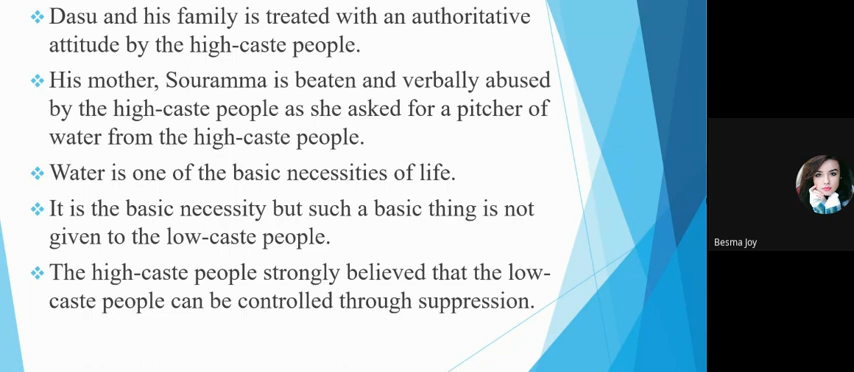 ❖ Dasu and his family is treated with an authoritative
attitude by the high-caste people.
❖ His mother, Souramma is beaten and verbally abused
by the high-caste people as she asked for a pitcher of
water from the high-caste people.
❖ Water is one of the basic necessities of life.
❖ It is the basic necessity but such a basic thing is not
given to the low-caste people.
❖ The high-caste people strongly believed that the low-
caste people can be controlled through suppression.
Besma Joy